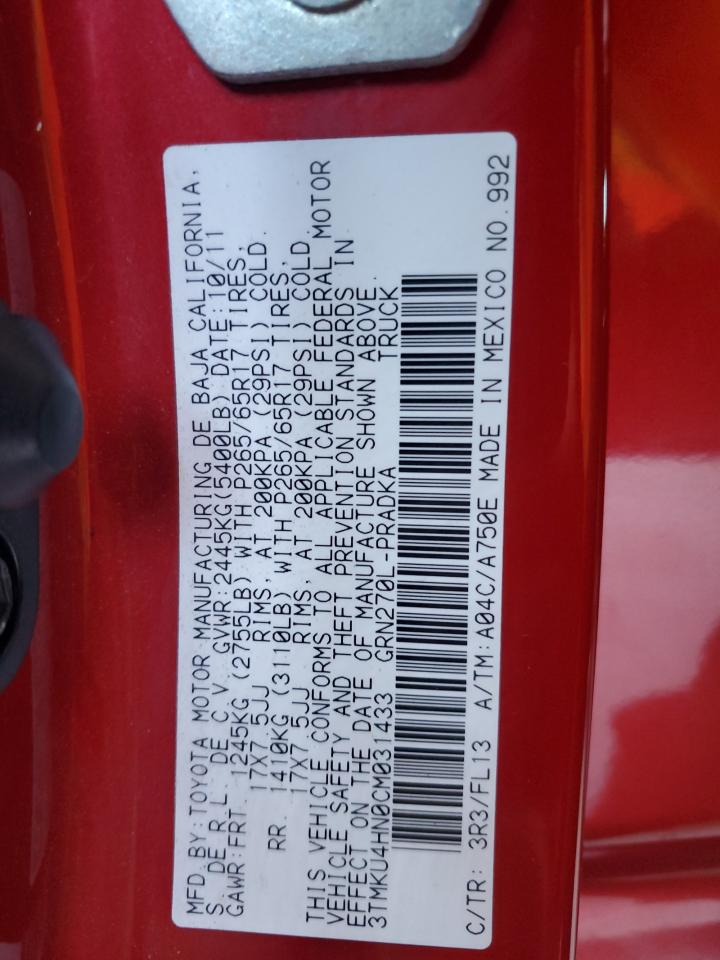 MFD.BY:TOYOTA MOTOR MANUFACTURING DE BAJA CALIFORNIA,
S. DE R.L. DE C.V. GVWR:2445KG(5400LB) DATE:10/11
GAWR:FRT. 1245KG (2755LB) WITH P265/65R17 TIRES,
17X7.5JJ RIMS, AT 200KPA (29PSI) COLD.
RR. 1410KG (3110LB) WITH P265/65R17 TIRES,
17X7.5JJ RIMS, AT 200KPA (29PSI) COLD.
THIS VEHICLE CONFORMS TO ALL APPLICABLE FEDERAL MOTOR
VEHICLE SAFETY AND THEFT PREVENTION STANDARDS IN
EFFECT ON THE DATE OF MANUFACTURE SHOWN ABOVE.
3TMKU4HN0CM031433 GRN270L-PRADKA TRUCK
C/TR: 3R3/FL13 A/TM:A04C/A750E MADE IN MEXICO NO.992